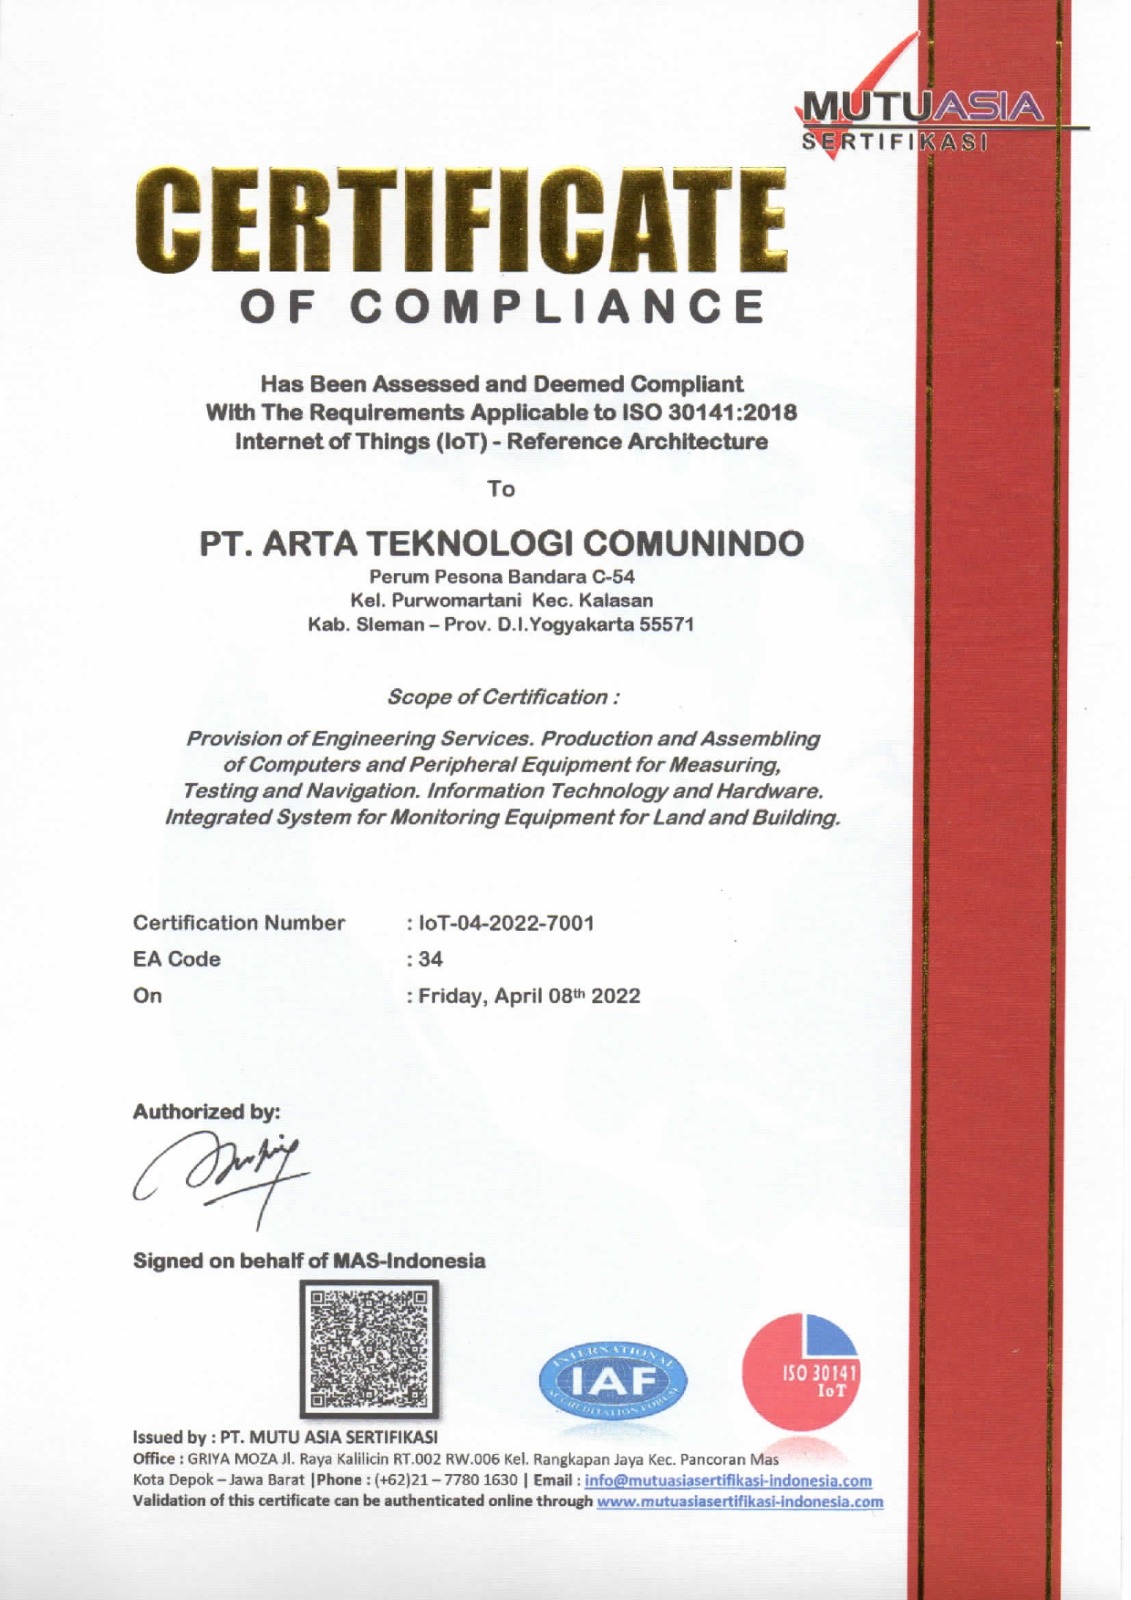 MUTUASIA
SERTIFIKASI
CERTIFICATE
OF COMPLIANCE
Has Been Assessed and Deemed Compliant
With The Requirements Applicable to ISO 30141:2018
Internet of Things (IoT) - Reference Architecture
To
PT. ARTA TEKNOLOGI COMUNINDO
Perum Pesona Bandara C-54
Kel. Purwomartani Kec. Kalasan
Kab. Sleman – Prov. D.I.Yogyakarta 55571
Scope of Certification :
Provision of Engineering Services. Production and Assembling
of Computers and Peripheral Equipment for Measuring,
Testing and Navigation. Information Technology and Hardware.
Integrated System for Monitoring Equipment for Land and Building.
Certification Number : IoT-04-2022-7001
EA Code : 34
On : Friday, April 08th 2022
Authorized by:
Signed on behalf of MAS-Indonesia
INTERNATIONAL
IAF
ACCREDITATION FORUM
ISO 30141
IoT
Issued by : PT. MUTU ASIA SERTIFIKASI
Office : GRIYA MOZA Jl. Raya Kalilicin RT.002 RW.006 Kel. Rangkapan Jaya Kec. Pancoran Mas
Kota Depok – Jawa Barat |Phone : (+62)21 – 7780 1630 | Email : info@mutuasiasertifikasi-indonesia.com
Validation of this certificate can be authenticated online through www.mutuasiasertifikasi-indonesia.com